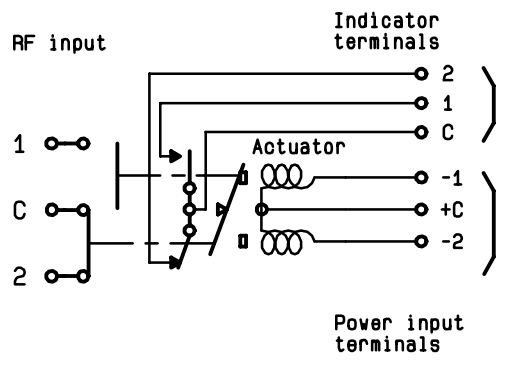 Indicator
terminals
RF input
2
1
C
1
Actuator
-1
C
+C
-2
2
Power input
terminals